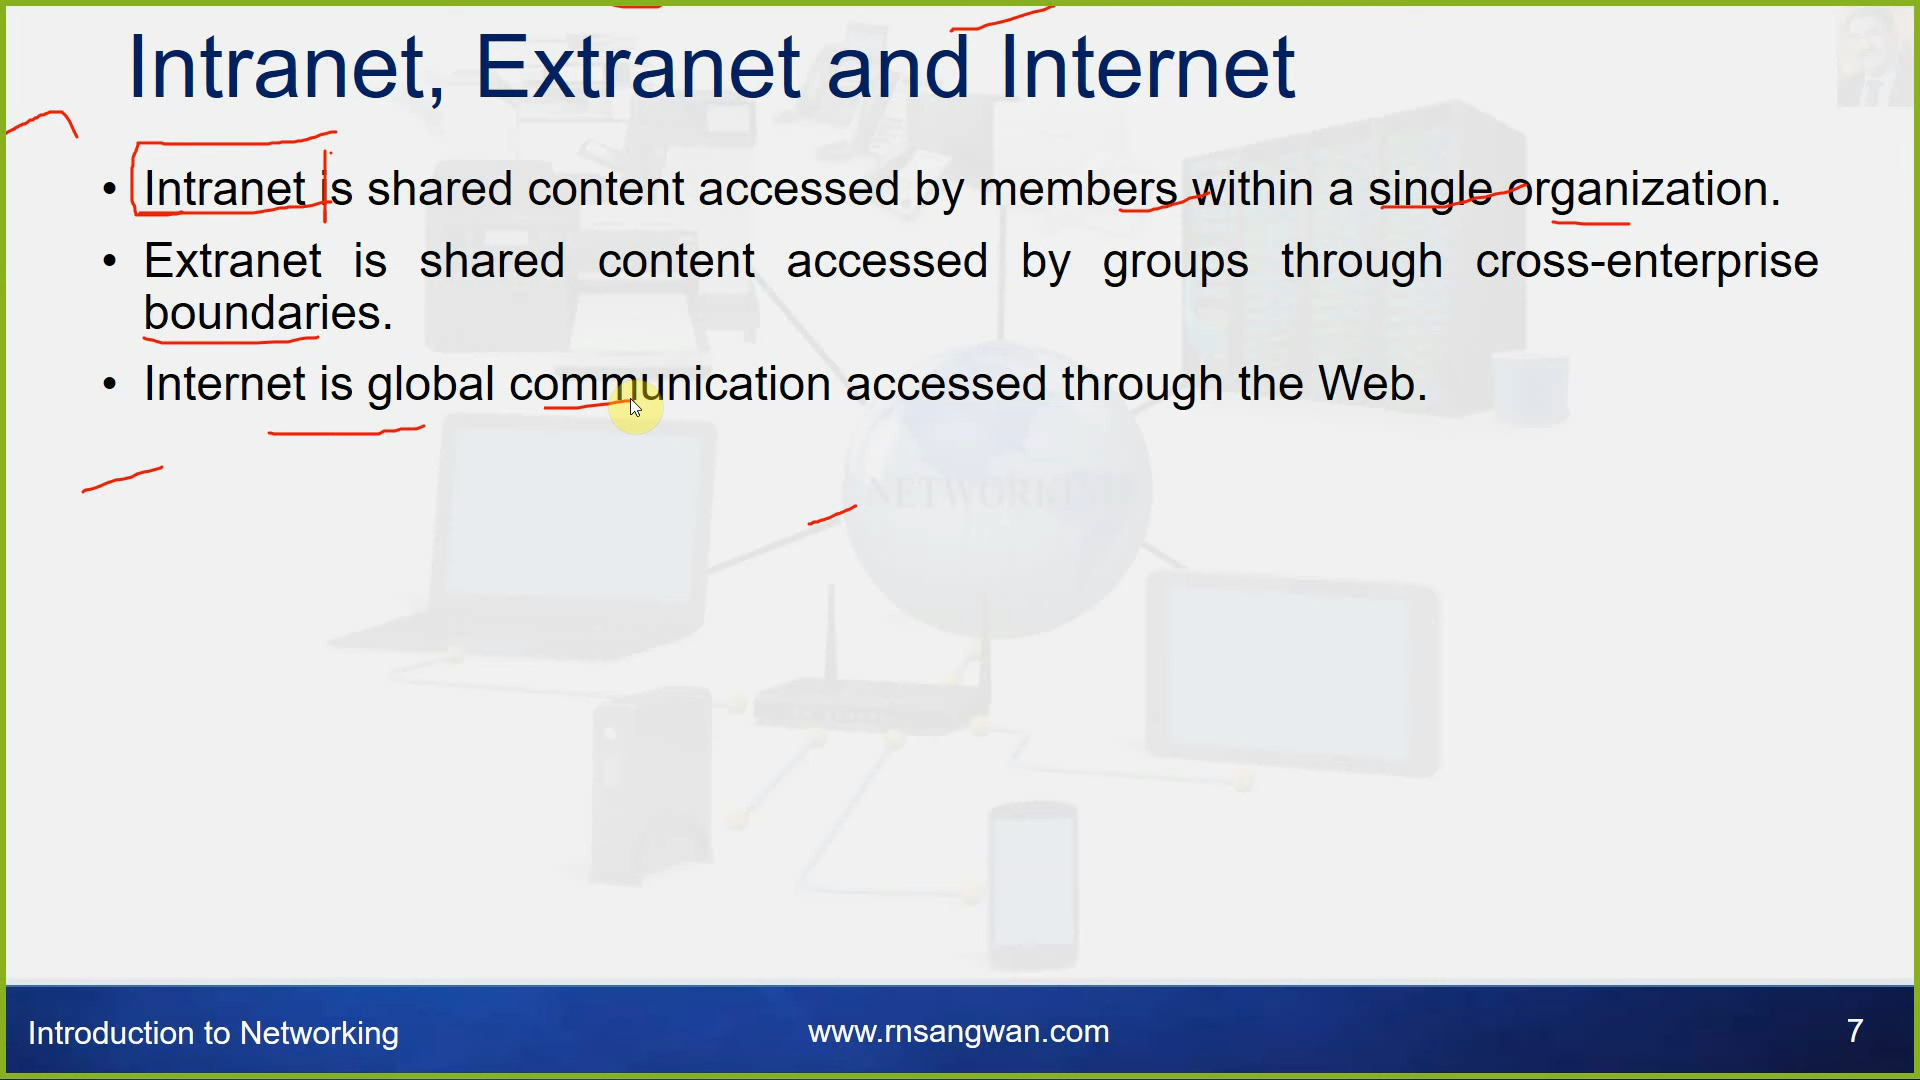 Intranet, Extranet and Internet
• Intranet is shared content accessed by members within a single organization.
• Extranet is shared content accessed by groups through cross-enterprise
boundaries.
• Internet is global communication accessed through the Web.
NETWORKING
Introduction to Networking
www.rnsangwan.com
7